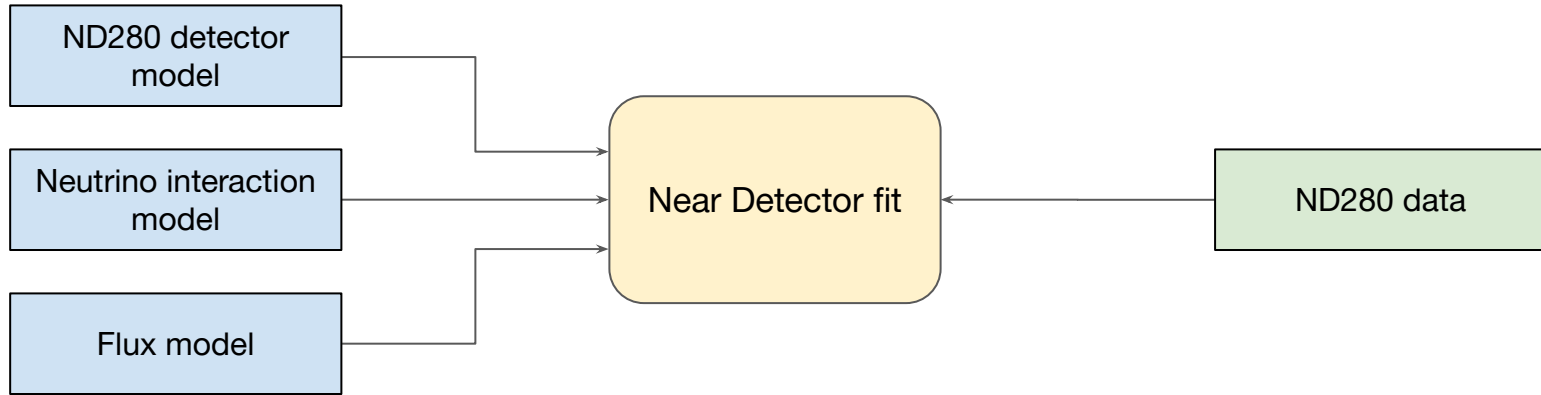 ND280 detector
model
Neutrino interaction
model
Flux model
Near Detector fit
ND280 data